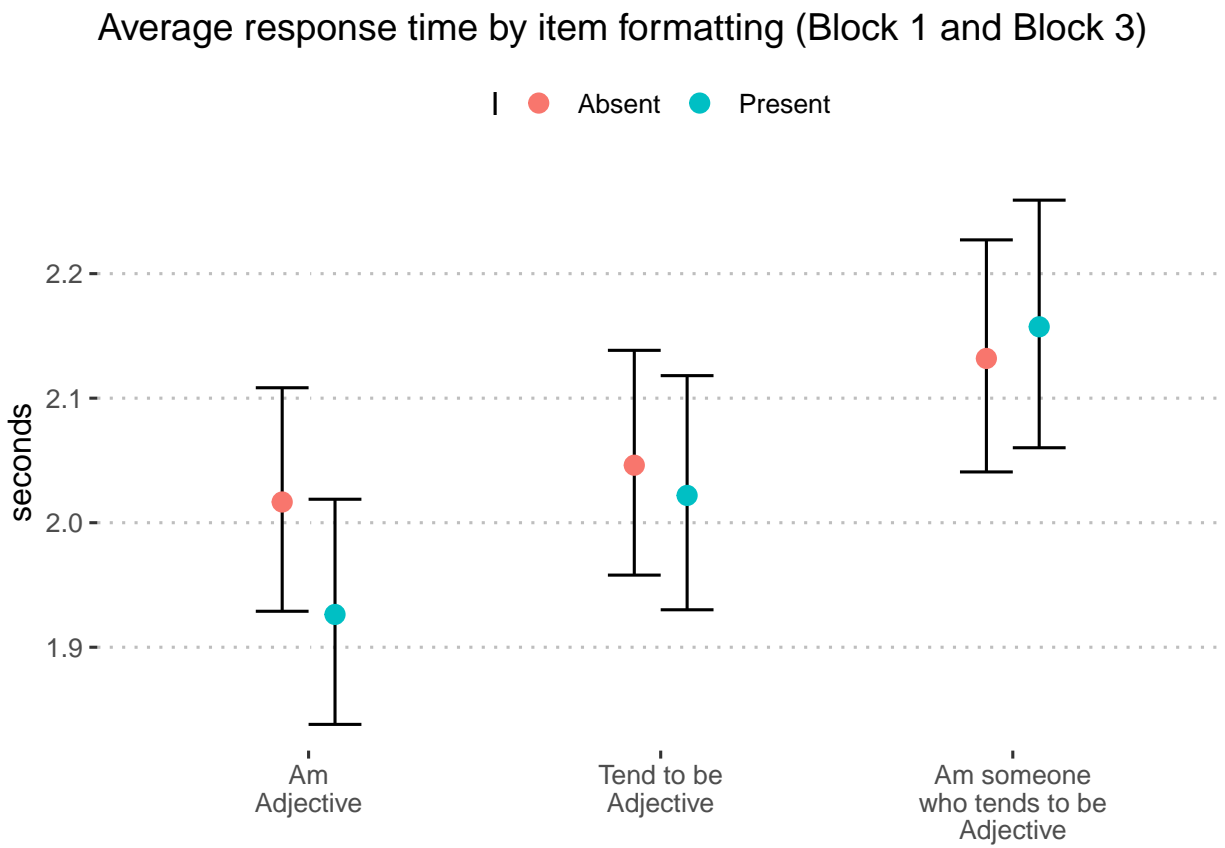 Average response time by item formatting (Block 1 and Block 3)
I Absent Present
seconds
2.2
2.1
2.0
1.9
Am
Adjective
Tend to be
Adjective
Am someone
who tends to be
Adjective